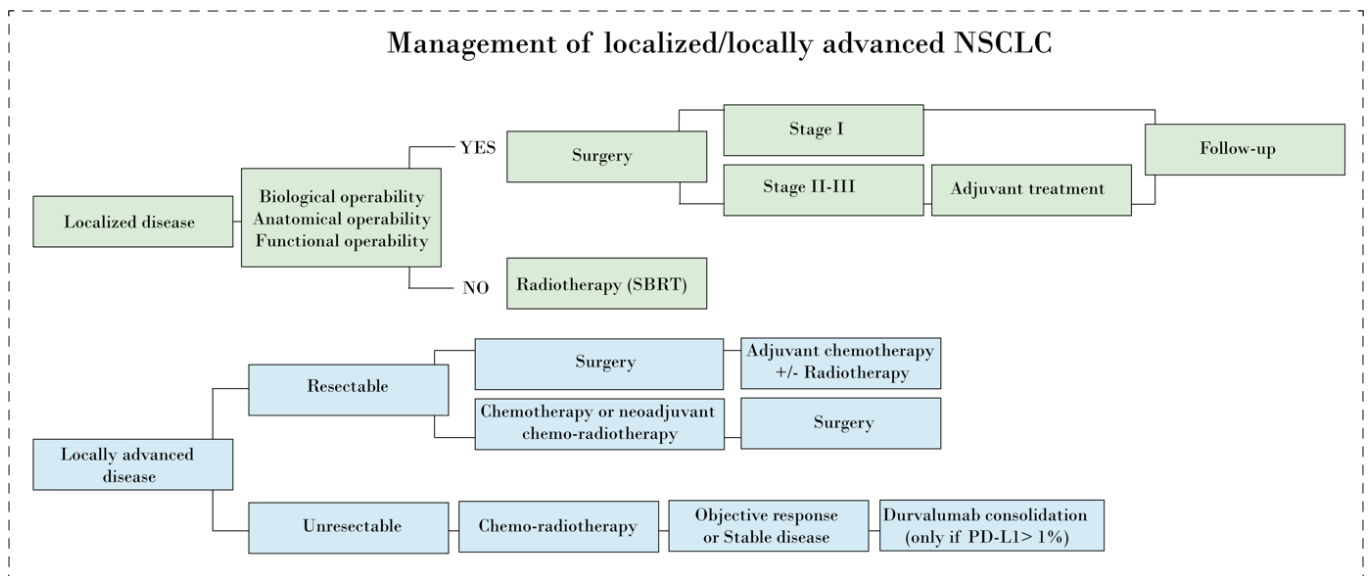 Management of localized/locally advanced NSCLC
Localized disease
Biological operability
Anatomical operability
Functional operability
YES
Surgery
Stage I
Stage II-III
Adjuvant treatment
Follow-up
NO
Radiotherapy (SBRT)
Locally advanced
disease
Resectable
Surgery
Adjuvant chemotherapy
+/- Radiotherapy
Chemotherapy or neoadjuvant
chemo-radiotherapy
Surgery
Unresectable
Chemo-radiotherapy
Objective response
or Stable disease
Durvalumab consolidation
(only if PD-L1> 1%)